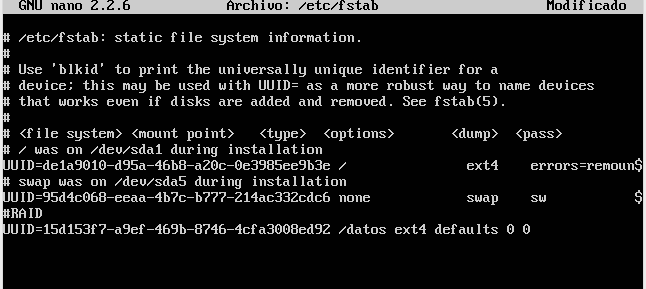 GNU nano 2.2.6 Archivo: /etc/fstab Modificado
# /etc/fstab: static file system information.
#
# Use 'blkid' to print the universally unique identifier for a
# device; this may be used with UUID= as a more robust way to name devices
# that works even if disks are added and removed. See fstab(5).
#
# <file system> <mount point>   <type>  <options>       <dump>  <pass>
# / was on /dev/sda1 during installation
UUID=de1a9010-d95a-46b8-a20c-0e3985ee9b3e /               ext4    errors=remoun$
# swap was on /dev/sda5 during installation
UUID=95d4c068-eeaa-4b7c-b777-214ac332cdc6 none            swap    sw            $
#RAID
UUID=15d153f7-a9ef-469b-8746-4cfa3008ed92 /datos ext4 defaults 0 0